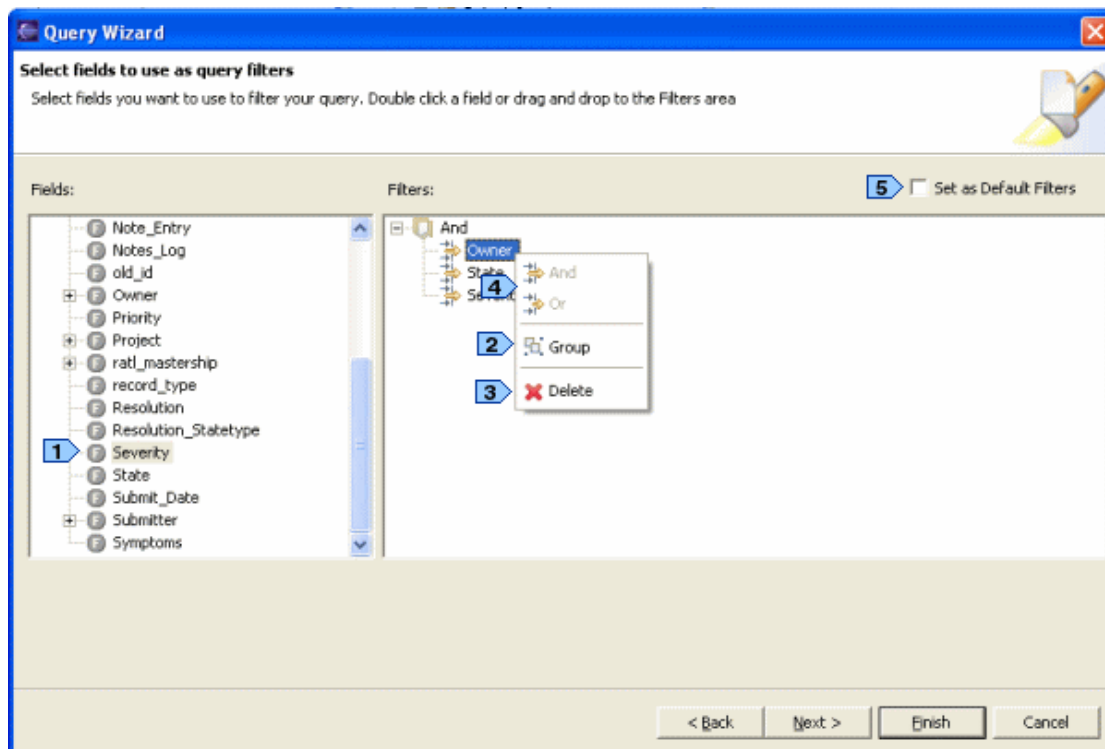 Query Wizard
Select fields to use as query filters
Select fields you want to use to filter your query. Double click a field or drag and drop to the Filters area
Fields:
Filters:
5
Set as Default Filters
Note_Entry
Notes_Log
old_id
Owner
Priority
Project
ratl_mastership
record_type
Resolution
Resolution_Statetype
1
Severity
State
Submit_Date
Submitter
Symptoms
And
Owner
State
4
And
Or
2
Group
3
Delete
< Back
Next >
Finish
Cancel